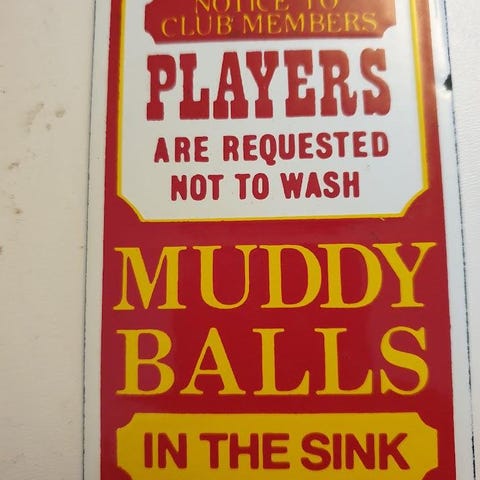 NOTICE TO
CLUB MEMBERS
PLAYERS
ARE REQUESTED
NOT TO WASH
MUDDY
BALLS
IN THE SINK